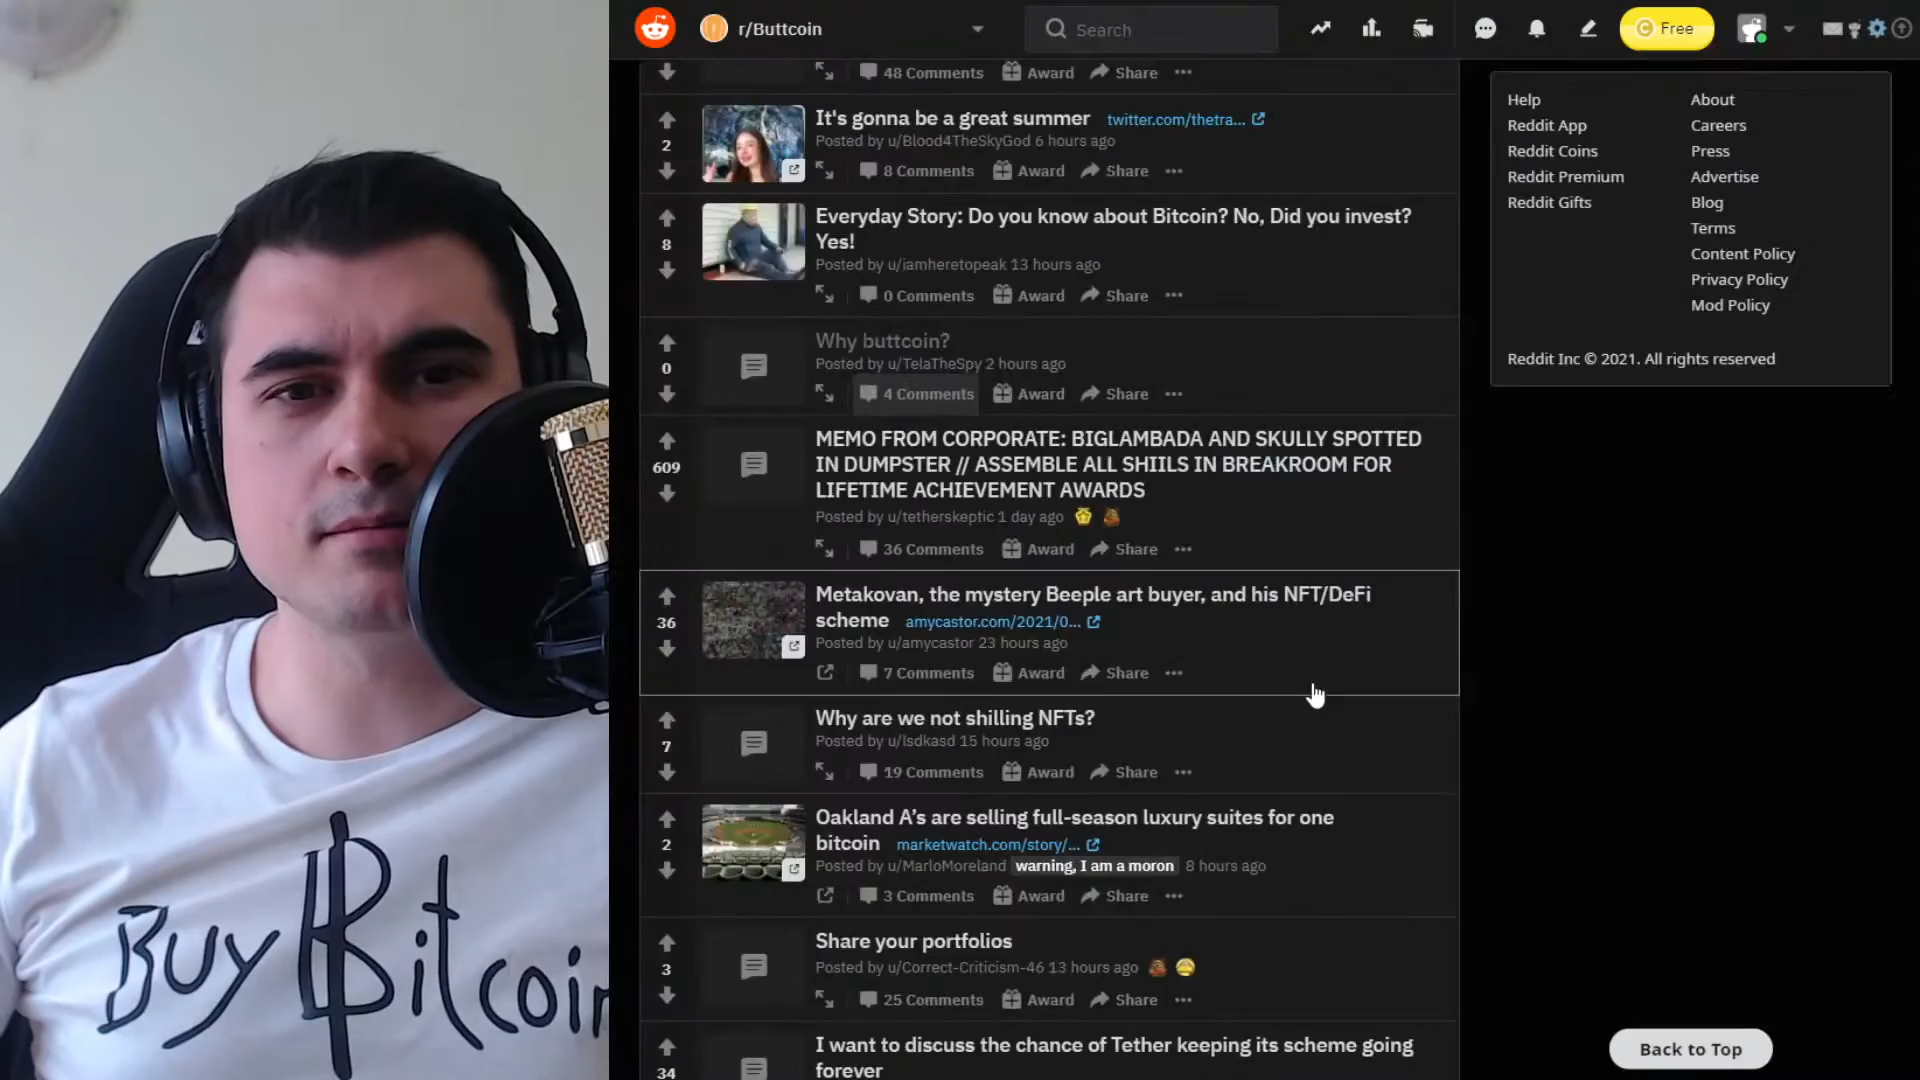 r/Buttcoin
Search
Free
48 Comments Award Share
It's gonna be a great summer twitter.com/thetra...
Posted by u/Blood4TheSkyGod 6 hours ago
2
8 Comments Award Share
Everyday Story: Do you know about Bitcoin? No, Did you invest?
Yes!
8
Posted by u/iamheretopeak 13 hours ago
0 Comments Award Share
Why buttcoin?
Posted by u/TelaTheSpy 2 hours ago
0
4 Comments Award Share
MEMO FROM CORPORATE: BIGLAMBADA AND SKULLY SPOTTED
IN DUMPSTER // ASSEMBLE ALL SHIILS IN BREAKROOM FOR
609
LIFETIME ACHIEVEMENT AWARDS
Posted by u/tetherskeptic 1 day ago
36 Comments Award Share
Metakovan, the mystery Beeple art buyer, and his NFT/DeFi
scheme amycastor.com/2021/0...
36
Posted by u/amycastor 23 hours ago
7 Comments Award Share
Why are we not shilling NFTs?
Posted by u/lsdkasd 15 hours ago
7
19 Comments Award Share
Oakland A's are selling full-season luxury suites for one
bitcoin marketwatch.com/story/...
2
Posted by u/MarloMoreland warning, I am a moron 8 hours ago
3 Comments Award Share
Share your portfolios
Posted by u/Correct-Criticism-46 13 hours ago
3
25 Comments Award Share
I want to discuss the chance of Tether keeping its scheme going
forever
34
Help
Reddit App
Reddit Coins
Reddit Premium
Reddit Gifts
About
Careers
Press
Advertise
Blog
Terms
Content Policy
Privacy Policy
Mod Policy
Reddit Inc © 2021. All rights reserved
Back to Top
Buy Bitcoin